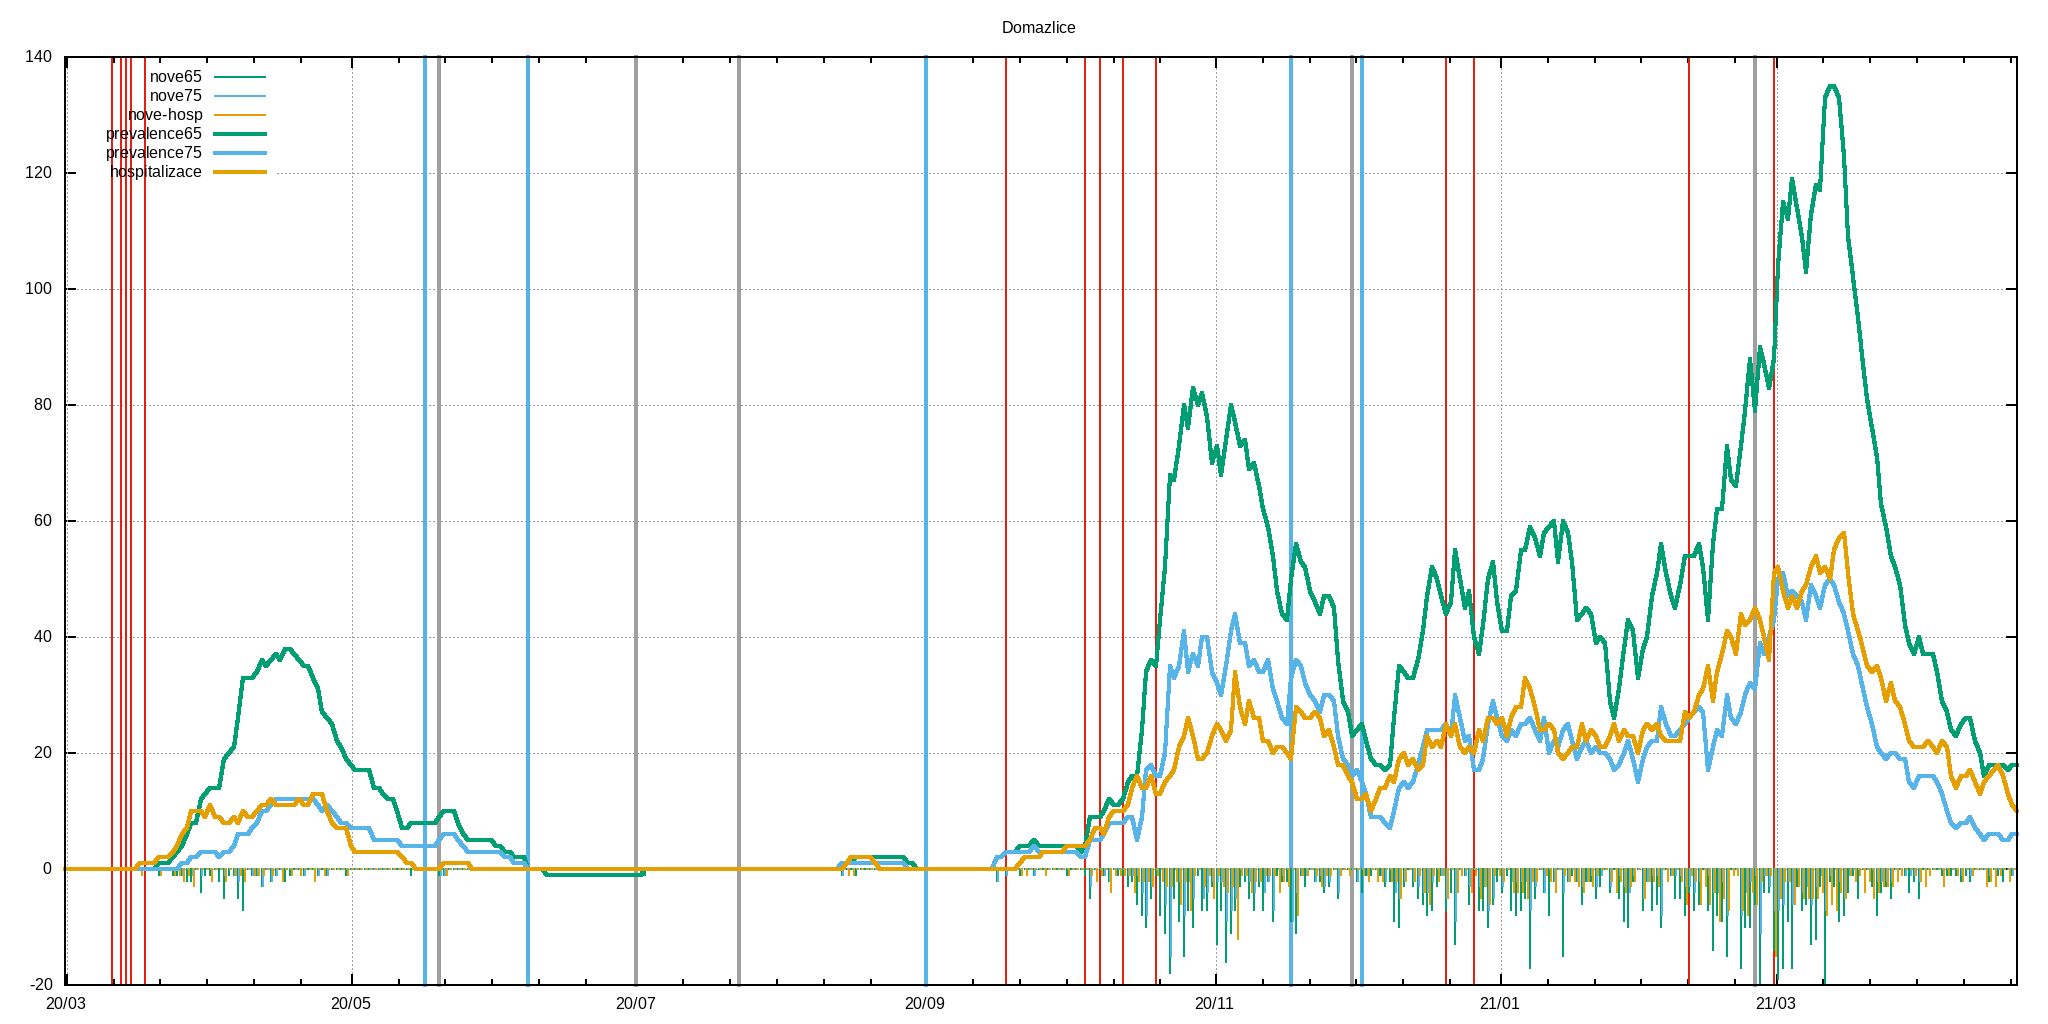 Domazlice
140
120
100
80
60
40
20
0
-20
nove65
nove75
nove-hosp
prevalence65
prevalence75
hospitalizace
20/03 20/05 20/07 20/09 20/11 21/01 21/03